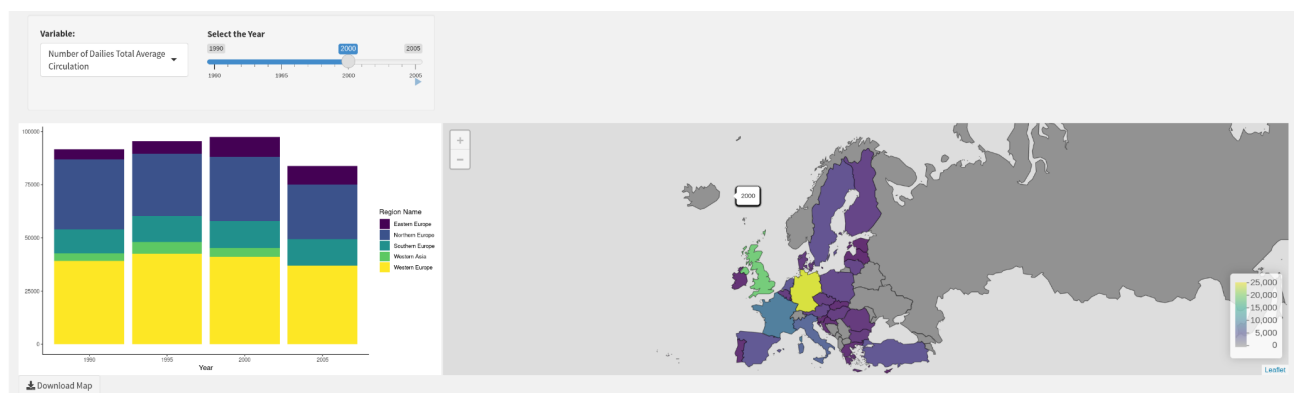 Variable:
Number of Dailies Total Average
Circulation
Select the Year
1990
2000
2005
1990
1995
2000
2005
100000
75000
50000
25000
0
1990
1995
2000
2005
Year
Region Name
Eastern Europe
Northern Europe
Southern Europe
Western Asia
Western Europe
+
−
2000
25,000
20,000
15,000
10,000
5,000
0
Leaflet
Download Map